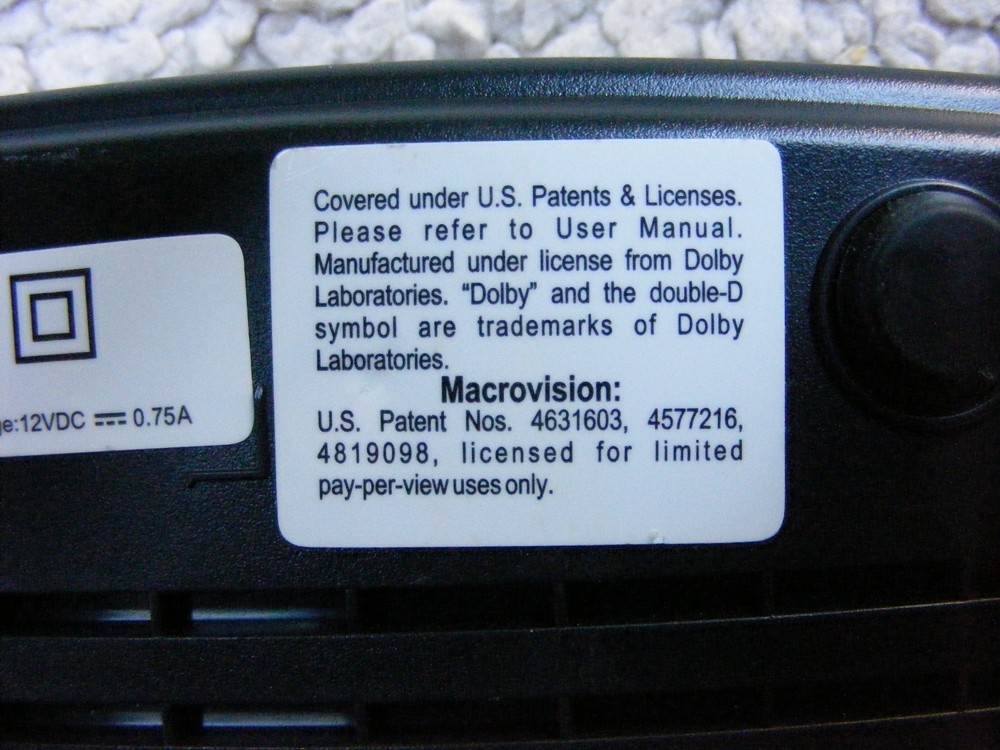 Covered under U.S. Patents & Licenses.
Please refer to User Manual.
Manufactured under license from Dolby
Laboratories. “Dolby” and the double-D
symbol are trademarks of Dolby
Laboratories.
Macrovision:
U.S. Patent Nos. 4631603, 4577216,
4819098, licensed for limited
pay-per-view uses only.
12VDC ⎓ 0.75A